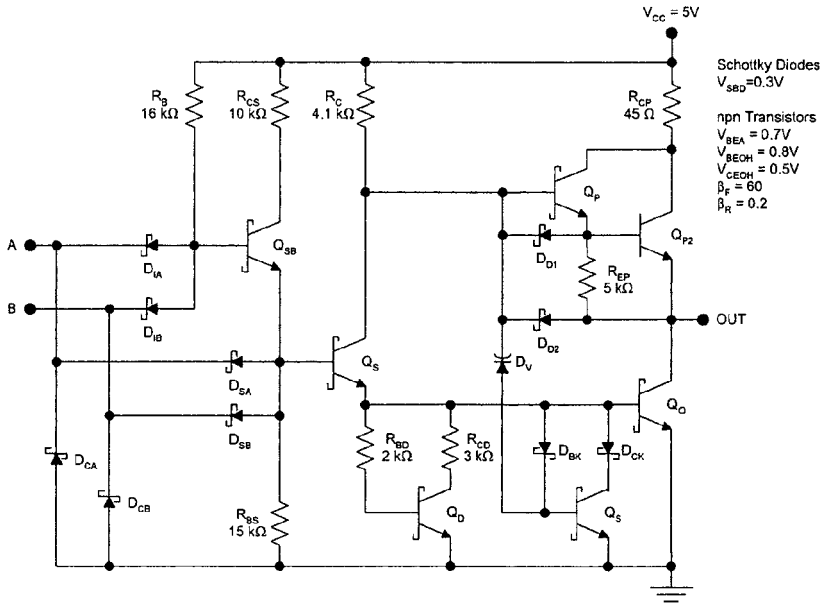 V_CC = 5V
Schottky Diodes
V_SBD=0.3V
npn Transistors
V_BEA = 0.7V
V_BEOH = 0.8V
V_CEOH = 0.5V
β_F = 60
β_R = 0.2
R_B
16 kΩ
R_CS
10 kΩ
R_C
4.1 kΩ
R_CP
45 Ω
Q_P
A
D_IA
Q_SB
D_D1
Q_P2
R_EP
5 kΩ
B
D_IB
D_D2
OUT
D_SA
Q_S
D_V
D_SB
Q_O
R_BD
2 kΩ
R_CD
3 kΩ
D_BK
D_CK
D_CA
D_CB
R_BS
15 kΩ
Q_D
Q_S